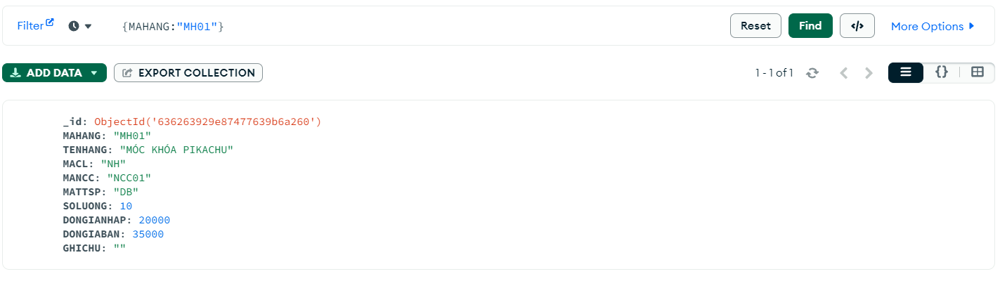 Filter {MAHANG:"MH01"} Reset Find </> More Options
ADD DATA EXPORT COLLECTION 1 - 1 of 1 {}
_id: ObjectId('636263929e87477639b6a260')
MAHANG: "MH01"
TENHANG: "MÓC KHÓA PIKACHU"
MACL: "NH"
MANCC: "NCC01"
MATTSP: "DB"
SOLUONG: 10
DONGIANHAP: 20000
DONGIABAN: 35000
GHICHU: ""